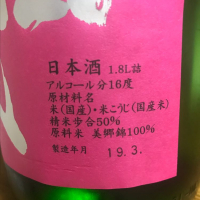 日本酒 1.8L詰
アルコール分16度
原材料名
米(国産)・米こうじ(国産米)
精米歩合50%
原料米 美郷錦100%
製造年月 19.3.